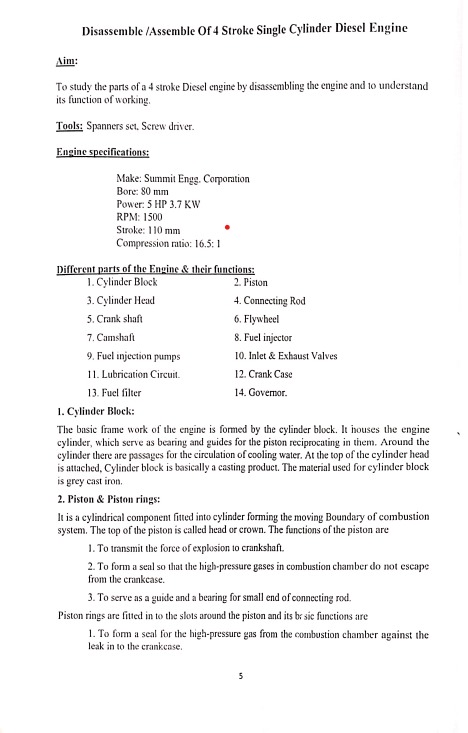 Disassemble /Assemble Of 4 Stroke Single Cylinder Diesel Engine
Aim:
To study the parts of a 4 stroke Diesel engine by disassembling the engine and to understand
its function of working.
Tools: Spanners set, Screw driver.
Engine specifications:
Make: Summit Engg. Corporation
Bore: 80 mm
Power: 5 HP 3.7 KW
RPM: 1500
Stroke: 110 mm
Compression ratio: 16.5: 1
Different parts of the Engine & their functions:
1. Cylinder Block 2. Piston
3. Cylinder Head 4. Connecting Rod
5. Crank shaft 6. Flywheel
7. Camshaft 8. Fuel injector
9. Fuel injection pumps 10. Inlet & Exhaust Valves
11. Lubrication Circuit. 12. Crank Case
13. Fuel filter 14. Governor.
1. Cylinder Block:
The basic frame work of the engine is formed by the cylinder block. It houses the engine
cylinder, which serve as bearing and guides for the piston reciprocating in them. Around the
cylinder there are passages for the circulation of cooling water. At the top of the cylinder head
is attached, Cylinder block is basically a casting product. The material used for cylinder block
is grey cast iron.
2. Piston & Piston rings:
It is a cylindrical component fitted into cylinder forming the moving Boundary of combustion
system. The top of the piston is called head or crown. The functions of the piston are
1. To transmit the force of explosion to crankshaft.
2. To form a seal so that the high-pressure gases in combustion chamber do not escape
from the crankcase.
3. To serve as a guide and a bearing for small end of connecting rod.
Piston rings are fitted in to the slots around the piston and its br sic functions are
1. To form a seal for the high-pressure gas from the combustion chamber against the
leak in to the crankcase.
5